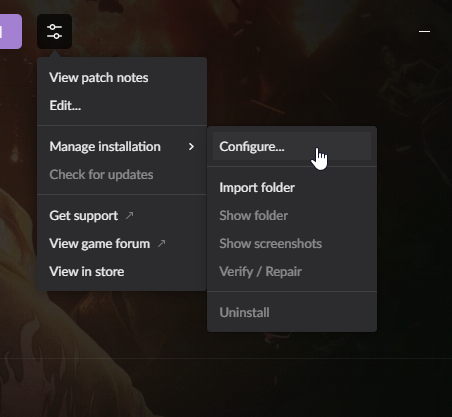 View patch notes
Edit...
Manage installation
Check for updates
Get support
View game forum
View in store
Configure...
Import folder
Show folder
Show screenshots
Verify / Repair
Uninstall